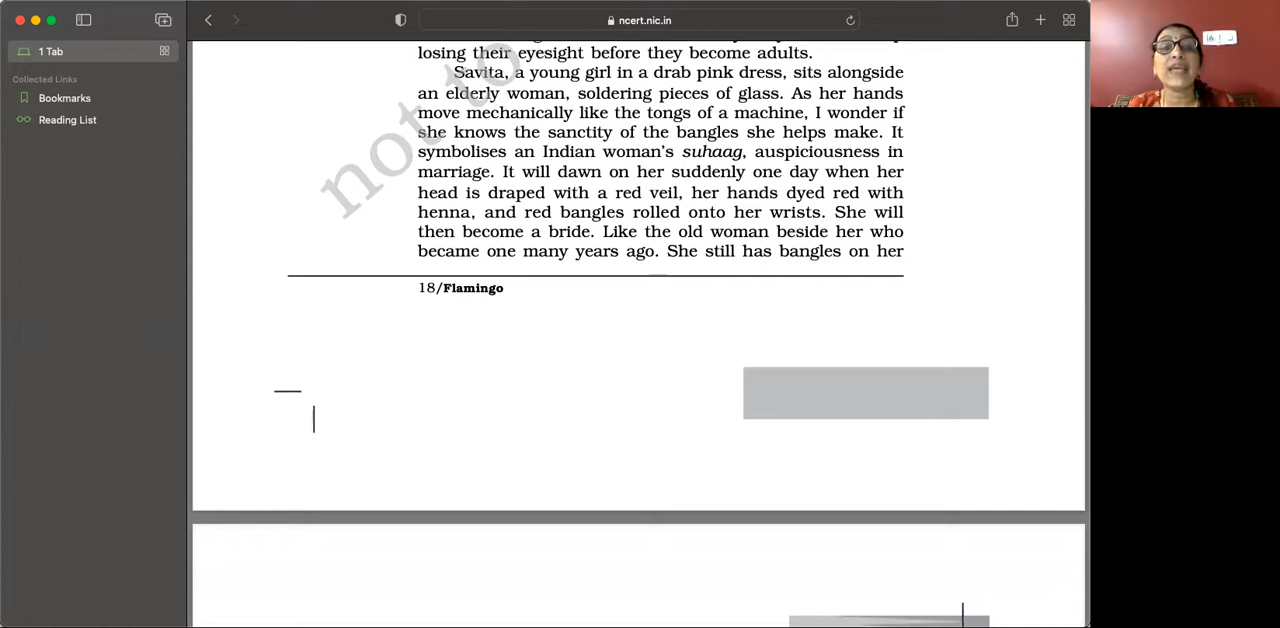 ncert.nic.in
1 Tab
Collected Links
Bookmarks
Reading List
losing their eyesight before they become adults.
Savita, a young girl in a drab pink dress, sits alongside
an elderly woman, soldering pieces of glass. As her hands
move mechanically like the tongs of a machine, I wonder if
she knows the sanctity of the bangles she helps make. It
symbolises an Indian woman's suhaag, auspiciousness in
marriage. It will dawn on her suddenly one day when her
head is draped with a red veil, her hands dyed red with
henna, and red bangles rolled onto her wrists. She will
then become a bride. Like the old woman beside her who
became one many years ago. She still has bangles on her
18/Flamingo
not to